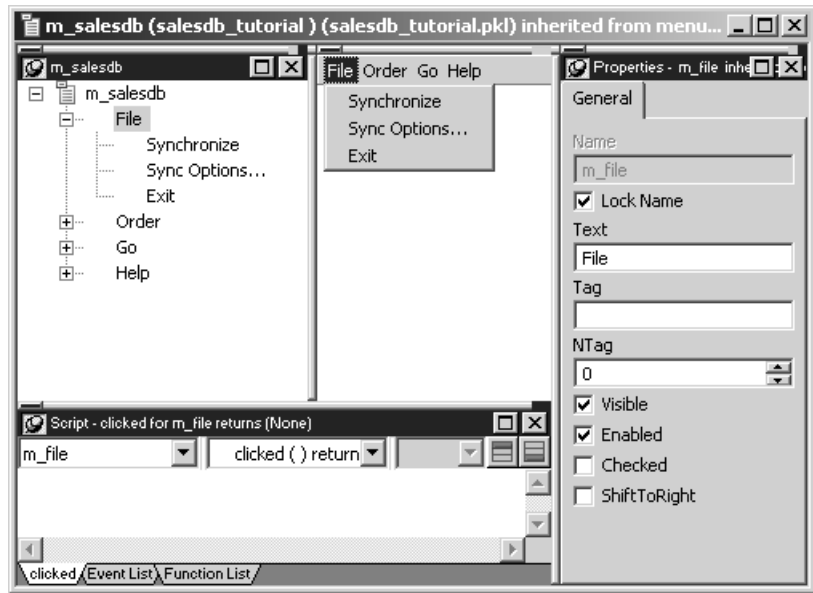 m_salesdb (salesdb_tutorial ) (salesdb_tutorial.pkl) inherited from menu...
m_salesdb
m_salesdb
File
Synchronize
Sync Options...
Exit
Order
Go
Help
File Order Go Help
Synchronize
Sync Options...
Exit
Properties - m_file
General
Name
m_file
Lock Name
Text
File
Tag
NTag
0
Visible
Enabled
Checked
ShiftToRight
Script - clicked for m_file returns (None)
m_file
clicked ( ) return
clicked Event List Function List